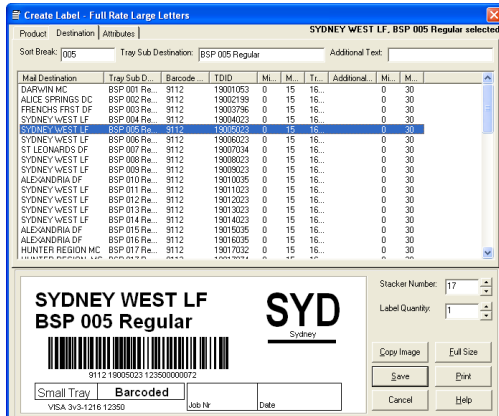 Create Label - Full Rate Large Letters
Product Destination Attributes SYDNEY WEST LF, BSP 005 Regular selected
Sort Break: 005 Tray Sub Destination: BSP 005 Regular Additional Text:
Mail Destination Tray Sub D... Barcode ... TDID Mi... M... Tr... Additional... Mi... M...
DARWIN MC BSP 001 Re... 9112 19001053 0 15 16... 0 30
ALICE SPRINGS DC BSP 002 Re... 9112 19002199 0 15 16... 0 30
FRENCHS FRST DF BSP 003 Re... 9112 19003796 0 15 16... 0 30
SYDNEY WEST LF BSP 004 Re... 9112 19004023 0 15 16... 0 30
SYDNEY WEST LF BSP 005 Re... 9112 19005023 0 15 16... 0 30
SYDNEY WEST LF BSP 006 Re... 9112 19006023 0 15 16... 0 30
ST LEONARDS DF BSP 007 Re... 9112 19007034 0 15 16... 0 30
SYDNEY WEST LF BSP 008 Re... 9112 19008023 0 15 16... 0 30
SYDNEY WEST LF BSP 009 Re... 9112 19009023 0 15 16... 0 30
ALEXANDRIA DF BSP 010 Re... 9112 19010035 0 15 16... 0 30
SYDNEY WEST LF BSP 011 Re... 9112 19011023 0 15 16... 0 30
SYDNEY WEST LF BSP 012 Re... 9112 19012023 0 15 16... 0 30
SYDNEY WEST LF BSP 013 Re... 9112 19013023 0 15 16... 0 30
SYDNEY WEST LF BSP 014 Re... 9112 19014023 0 15 16... 0 30
ALEXANDRIA DF BSP 015 Re... 9112 19015035 0 15 16... 0 30
ALEXANDRIA DF BSP 016 Re... 9112 19016035 0 15 16... 0 30
HUNTER REGION MC BSP 017 R... 9112 19017032 0 15 16... 0 30
SYDNEY WEST LF
BSP 005 Regular
SYD
Sydney
9112 19005023 123500000072
Small Tray Barcoded
VISA 3v3-1216 12350 Job Nr Date
Stacker Number: 17
Label Quantity: 1
Copy Image Full Size
Save Print
Cancel Help